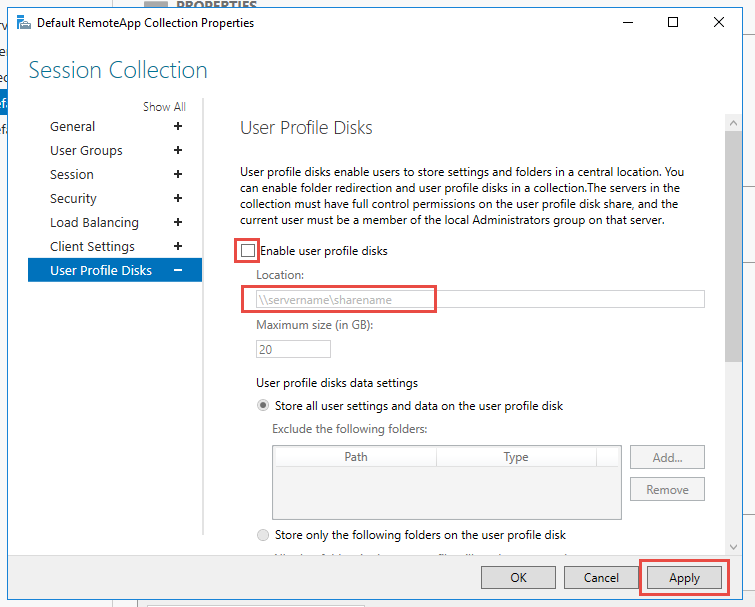 PROPERTIES
Default RemoteApp Collection Properties
Session Collection
Show All
General +
User Groups +
Session +
Security +
Load Balancing +
Client Settings +
User Profile Disks −
User Profile Disks
User profile disks enable users to store settings and folders in a central location. You
can enable folder redirection and user profile disks in a collection.The servers in the
collection must have full control permissions on the user profile disk share, and the
current user must be a member of the local Administrators group on that server.
Enable user profile disks
Location:
\\servername\sharename
Maximum size (in GB):
20
User profile disks data settings
Store all user settings and data on the user profile disk
Exclude the following folders:
Path Type
Add...
Remove
Store only the following folders on the user profile disk
OK Cancel Apply